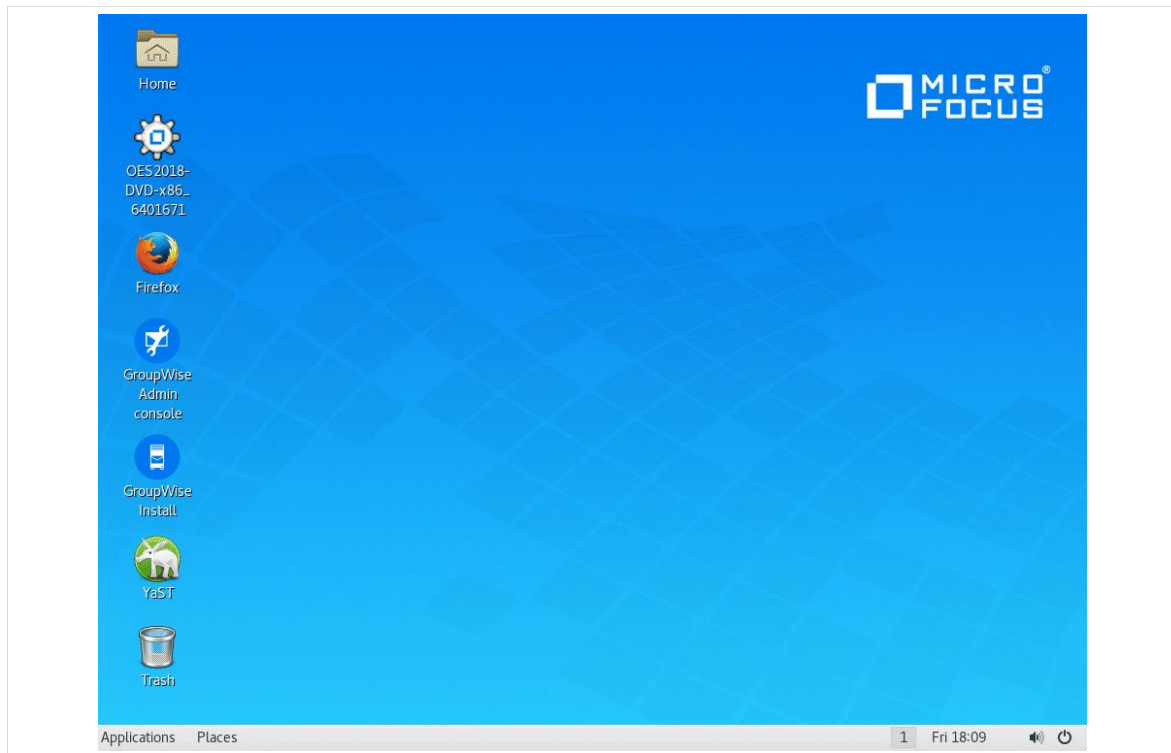 Home
MICRO
FOCUS®
OES2018-
DVD-x86_
6401671
Firefox
GroupWise
Admin
console
GroupWise
Install
YaST
Trash
Applications Places 1 Fri 18:09